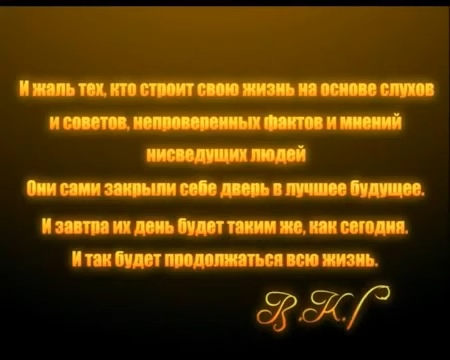 И жаль тех, кто строит свою жизнь на основе слухов
и советов, непроверенных фактов и мнений
нисведущих людей
Они сами закрыли себе дверь в лучшее будущее.
И завтра их день будет таким же, как сегодня.
И так будет продолжаться всю жизнь.
В.К.